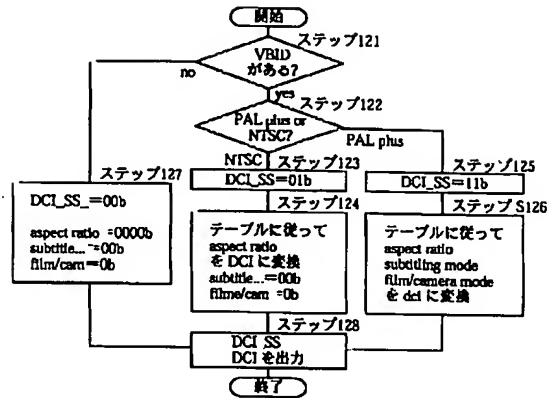 開始
ステップ121
VBID
がある?
no
yes
ステップ122
PAL plus or
NTSC?
PAL plus
NTSC
ステップ123
DCI_SS=01b
ステップ125
DCI_SS=11b
ステップ127
DCI_SS_=00b
aspect ratio =0000b
subtitle... =00b
film/cam=0b
ステップ124
テーブルに従って
aspect ratio
を DCI に変換
subtitle...=00b
filme/cam =0b
ステップ S126
テーブルに従って
aspect ratio
subtitling mode
film/camera mode
を dci に変換
ステップ128
DCI_SS
DCI を出力
終了